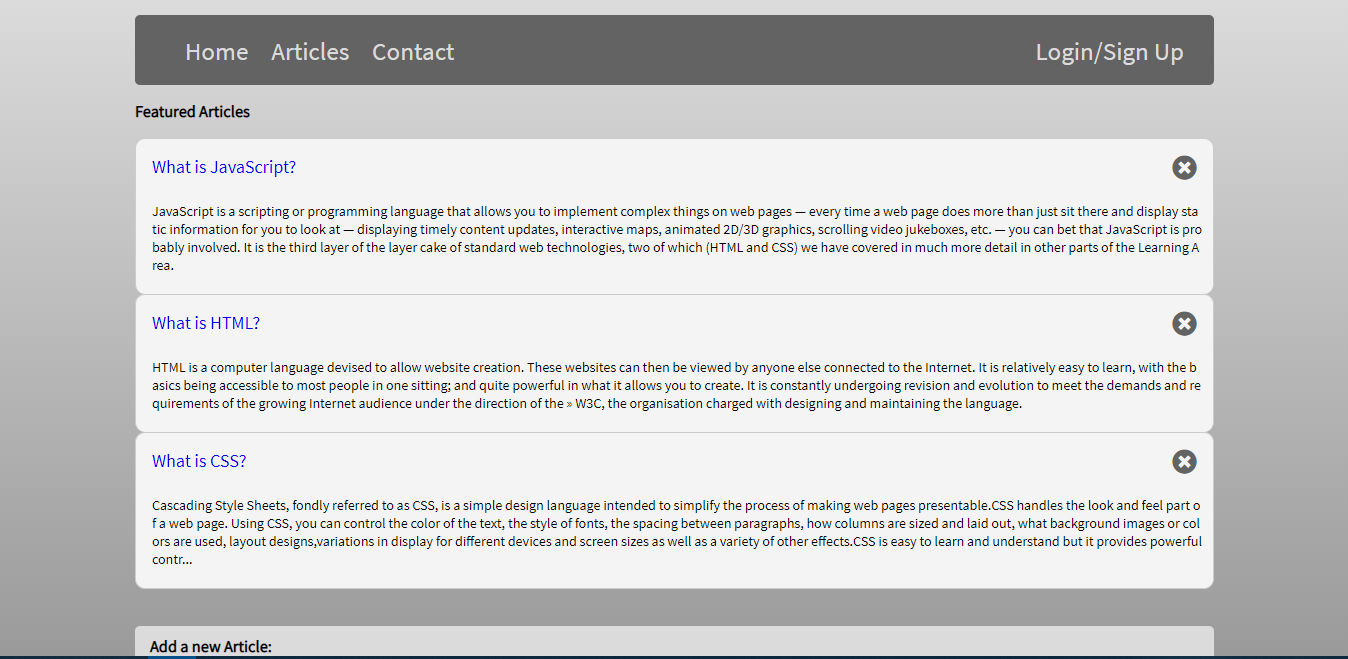 Home Articles Contact Login/Sign Up
Featured Articles
What is JavaScript?
JavaScript is a scripting or programming language that allows you to implement complex things on web pages — every time a web page does more than just sit there and display sta
tic information for you to look at — displaying timely content updates, interactive maps, animated 2D/3D graphics, scrolling video jukeboxes, etc. — you can bet that JavaScript is pro
bably involved. It is the third layer of the layer cake of standard web technologies, two of which (HTML and CSS) we have covered in much more detail in other parts of the Learning A
rea.
What is HTML?
HTML is a computer language devised to allow website creation. These websites can then be viewed by anyone else connected to the Internet. It is relatively easy to learn, with the b
asics being accessible to most people in one sitting; and quite powerful in what it allows you to create. It is constantly undergoing revision and evolution to meet the demands and re
quirements of the growing Internet audience under the direction of the » W3C, the organisation charged with designing and maintaining the language.
What is CSS?
Cascading Style Sheets, fondly referred to as CSS, is a simple design language intended to simplify the process of making web pages presentable.CSS handles the look and feel part o
f a web page. Using CSS, you can control the color of the text, the style of fonts, the spacing between paragraphs, how columns are sized and laid out, what background images or col
ors are used, layout designs,variations in display for different devices and screen sizes as well as a variety of other effects.CSS is easy to learn and understand but it provides powerful
contr...
Add a new Article: